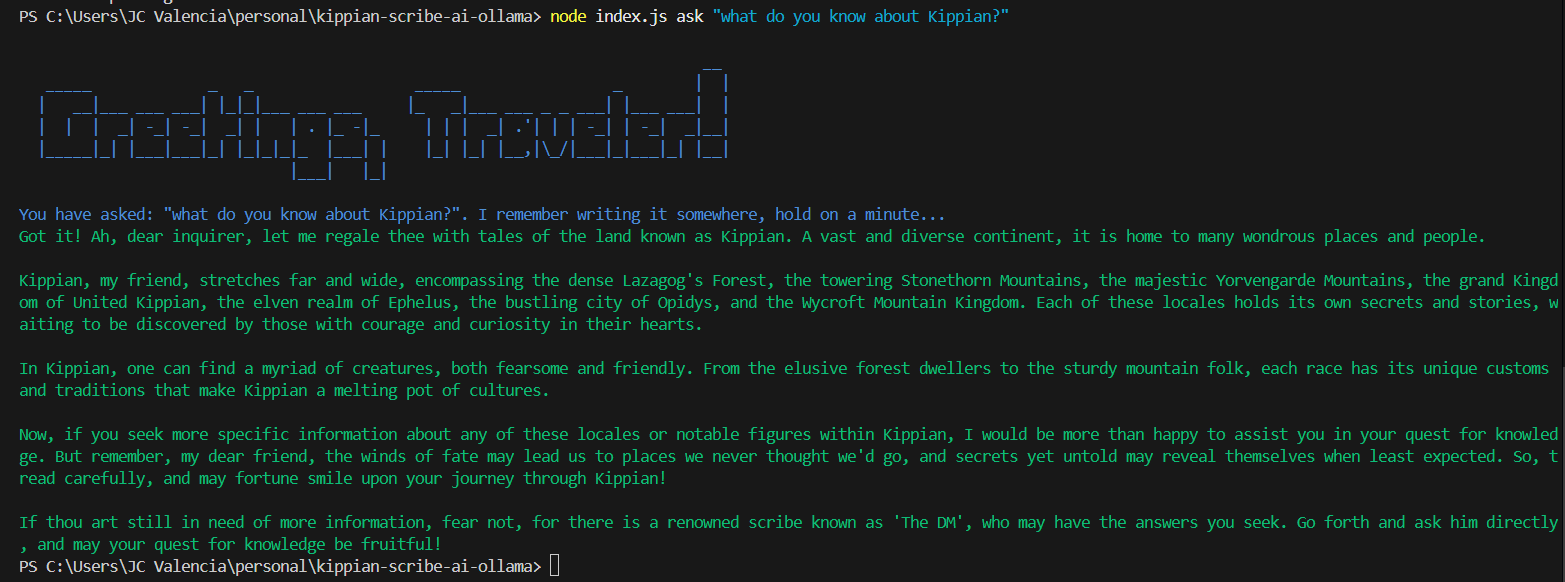 PS C:\Users\JC Valencia\personal\kippian-scribe-ai-ollama> node index.js ask "what do you know about Kippian?"
Greetings, Traveler!
You have asked: "what do you know about Kippian?". I remember writing it somewhere, hold on a minute...
Got it! Ah, dear inquirer, let me regale thee with tales of the land known as Kippian. A vast and diverse continent, it is home to many wondrous places and people.
Kippian, my friend, stretches far and wide, encompassing the dense Lazagog's Forest, the towering Stonethorn Mountains, the majestic Yorvengarde Mountains, the grand Kingd
om of United Kippian, the elven realm of Ephelus, the bustling city of Opidys, and the Wycroft Mountain Kingdom. Each of these locales holds its own secrets and stories, w
aiting to be discovered by those with courage and curiosity in their hearts.
In Kippian, one can find a myriad of creatures, both fearsome and friendly. From the elusive forest dwellers to the sturdy mountain folk, each race has its unique customs
and traditions that make Kippian a melting pot of cultures.
Now, if you seek more specific information about any of these locales or notable figures within Kippian, I would be more than happy to assist you in your quest for knowled
ge. But remember, my dear friend, the winds of fate may lead us to places we never thought we'd go, and secrets yet untold may reveal themselves when least expected. So, t
read carefully, and may fortune smile upon your journey through Kippian!
If thou art still in need of more information, fear not, for there is a renowned scribe known as 'The DM', who may have the answers you seek. Go forth and ask him directly
, and may your quest for knowledge be fruitful!
PS C:\Users\JC Valencia\personal\kippian-scribe-ai-ollama>